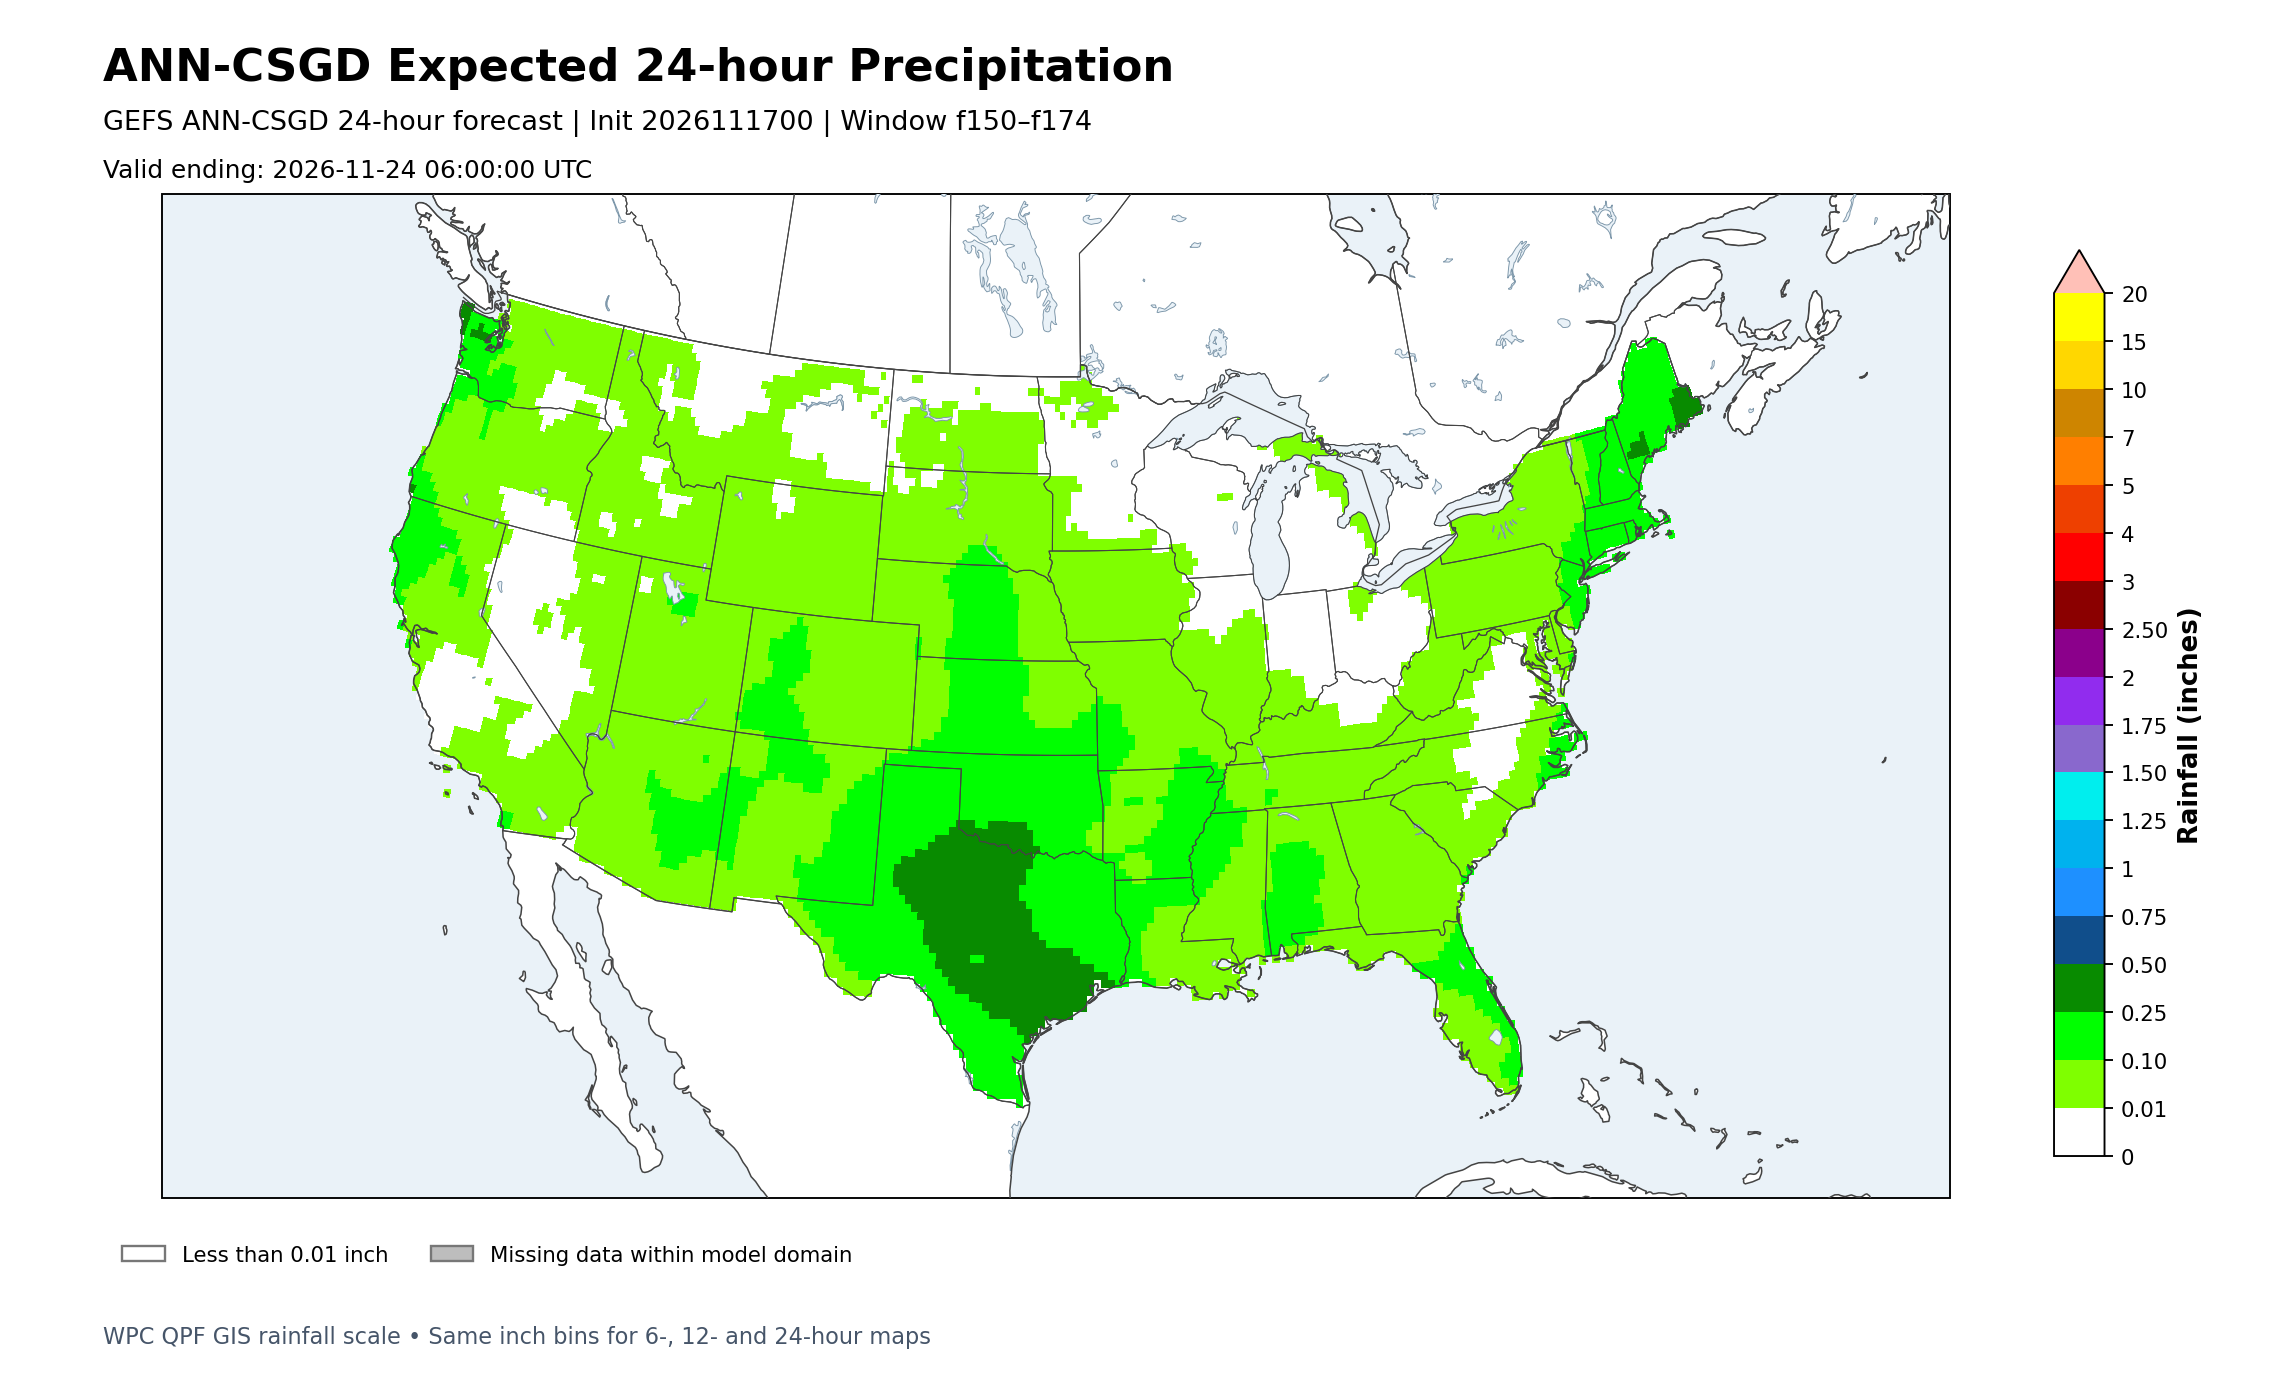 ANN-CSGD Expected 24-hour Precipitation
GEFS ANN-CSGD 24-hour forecast | Init 2026111700 | Window f150–f174
Valid ending: 2026-11-24 06:00:00 UTC
20
15
10
7
5
4
3
2.50
2
1.75
1.50
1.25
1
0.75
0.50
0.25
0.10
0.01
0
Rainfall (inches)
Less than 0.01 inch
Missing data within model domain
WPC QPF GIS rainfall scale • Same inch bins for 6-, 12- and 24-hour maps